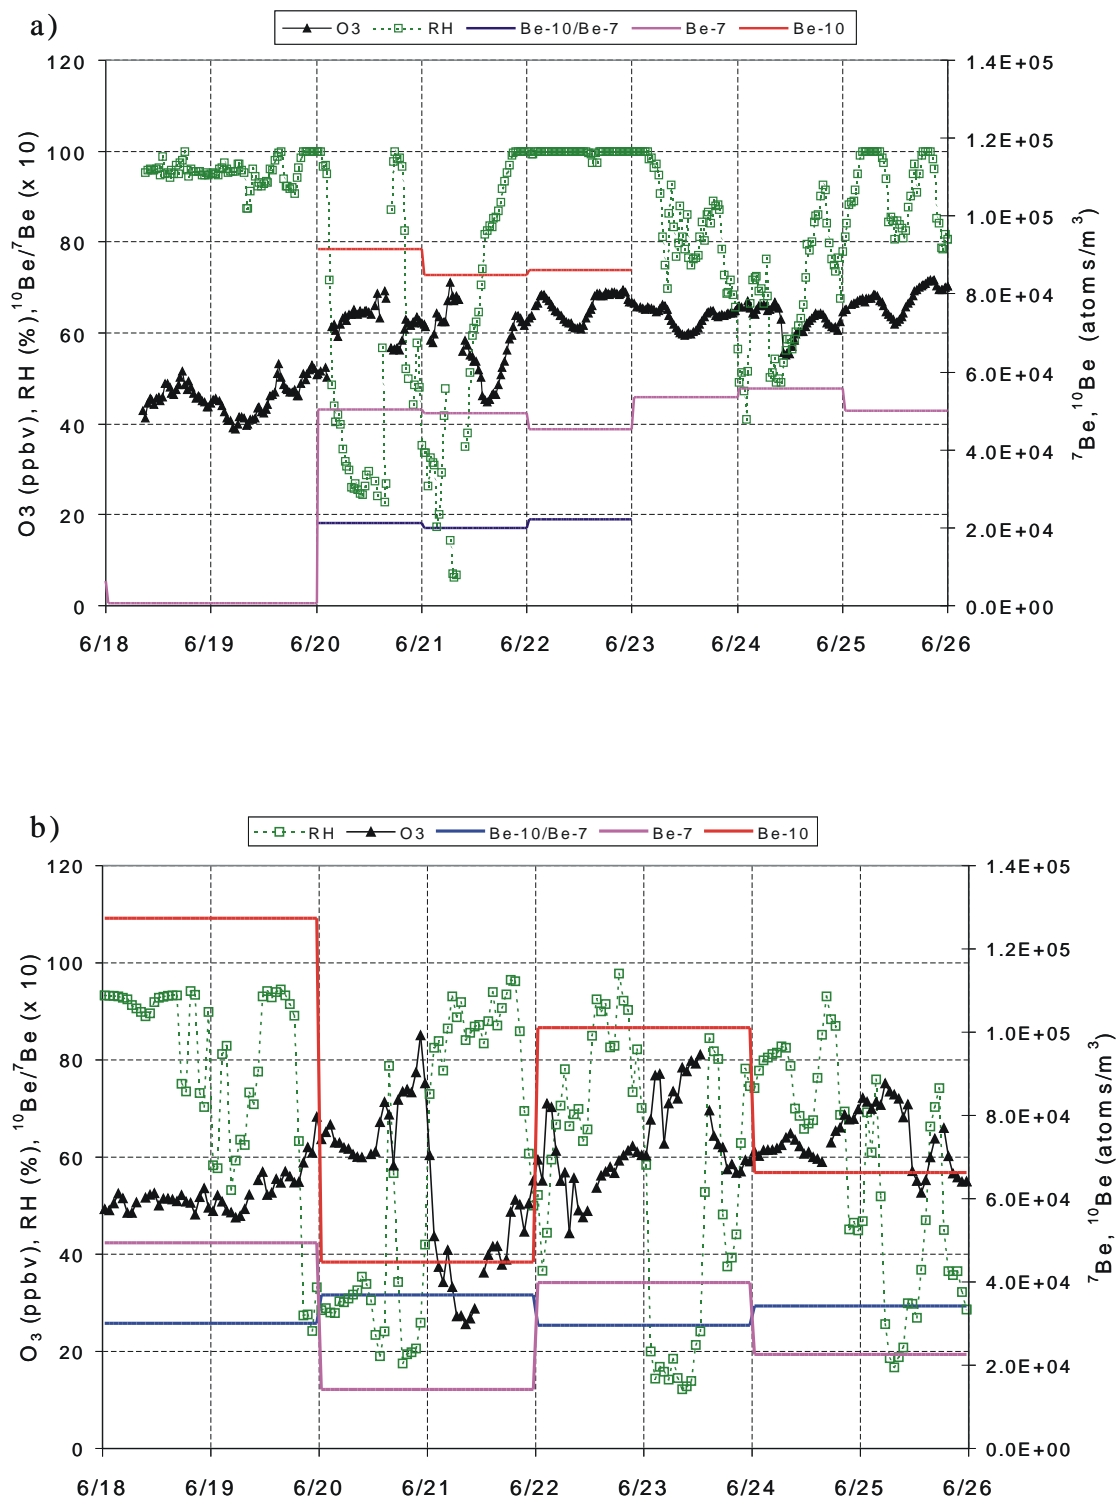 a)
O3 RH Be-10/Be-7 Be-7 Be-10
120 1.4E+05
100 1.2E+05
80 1.0E+05
60 8.0E+04
40 6.0E+04
20 4.0E+04
0 2.0E+04
0.0E+00
O3 (ppbv), RH (%), ¹⁰Be/⁷Be (x 10)
⁷Be, ¹⁰Be (atoms/m³)
6/18 6/19 6/20 6/21 6/22 6/23 6/24 6/25 6/26
b)
RH O3 Be-10/Be-7 Be-7 Be-10
120 1.4E+05
100 1.2E+05
80 1.0E+05
60 8.0E+04
40 6.0E+04
20 4.0E+04
0 2.0E+04
0.0E+00
O₃ (ppbv), RH (%), ¹⁰Be/⁷Be (x 10)
⁷Be, ¹⁰Be (atoms/m³)
6/18 6/19 6/20 6/21 6/22 6/23 6/24 6/25 6/26